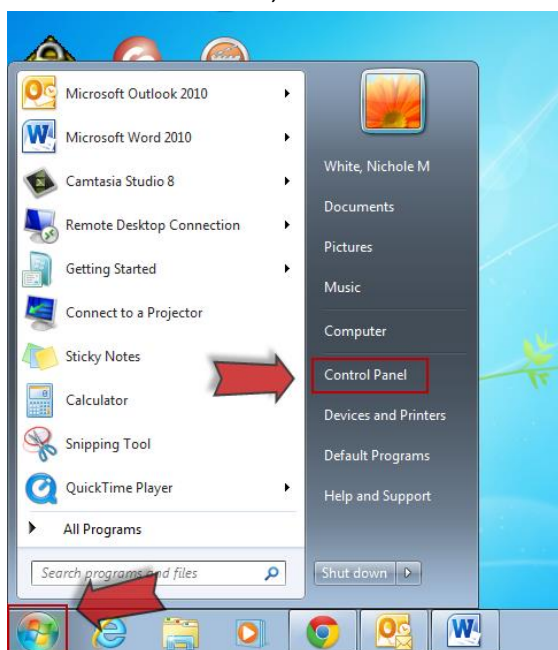 Microsoft Outlook 2010
Microsoft Word 2010
Camtasia Studio 8
Remote Desktop Connection
Getting Started
Connect to a Projector
Sticky Notes
Calculator
Snipping Tool
QuickTime Player
All Programs
Search programs and files
White, Nichole M
Documents
Pictures
Music
Computer
Control Panel
Devices and Printers
Default Programs
Help and Support
Shut down